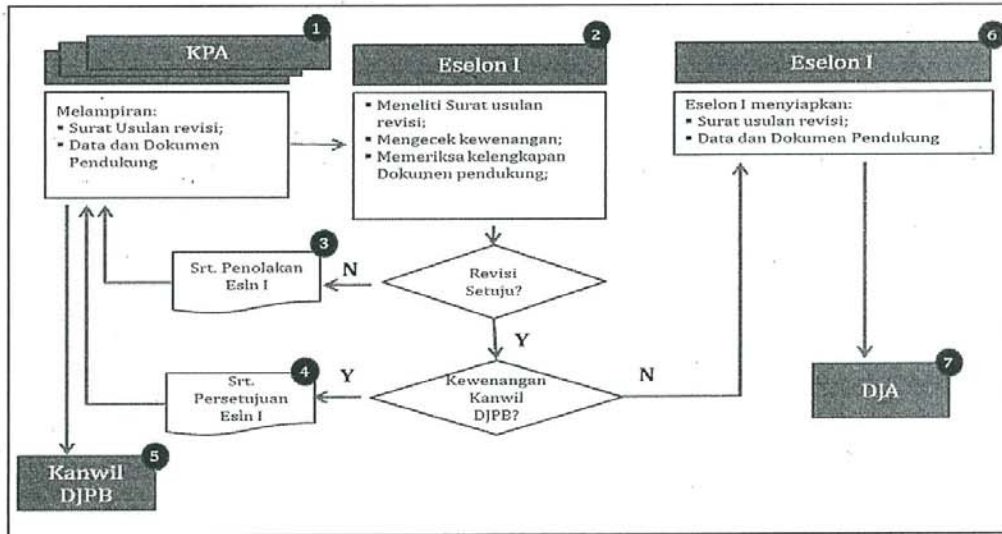 1
KPA
Melampiran:
▪ Surat Usulan revisi;
▪ Data dan Dokumen
Pendukung
2
Eselon I
▪ Meneliti Surat usulan
revisi;
▪ Mengecek kewenangan;
▪ Memeriksa kelengkapan
Dokumen pendukung;
6
Eselon I
Eselon I menyiapkan:
▪ Surat usulan revisi;
▪ Data dan Dokumen Pendukung
3
Srt. Penolakan
Esln I
N
Revisi
Setuju?
Y
4
Srt.
Persetujuan
Esln I
Y
Kewenangan
Kanwil
DJPB?
N
7
DJA
5
Kanwil
DJPB